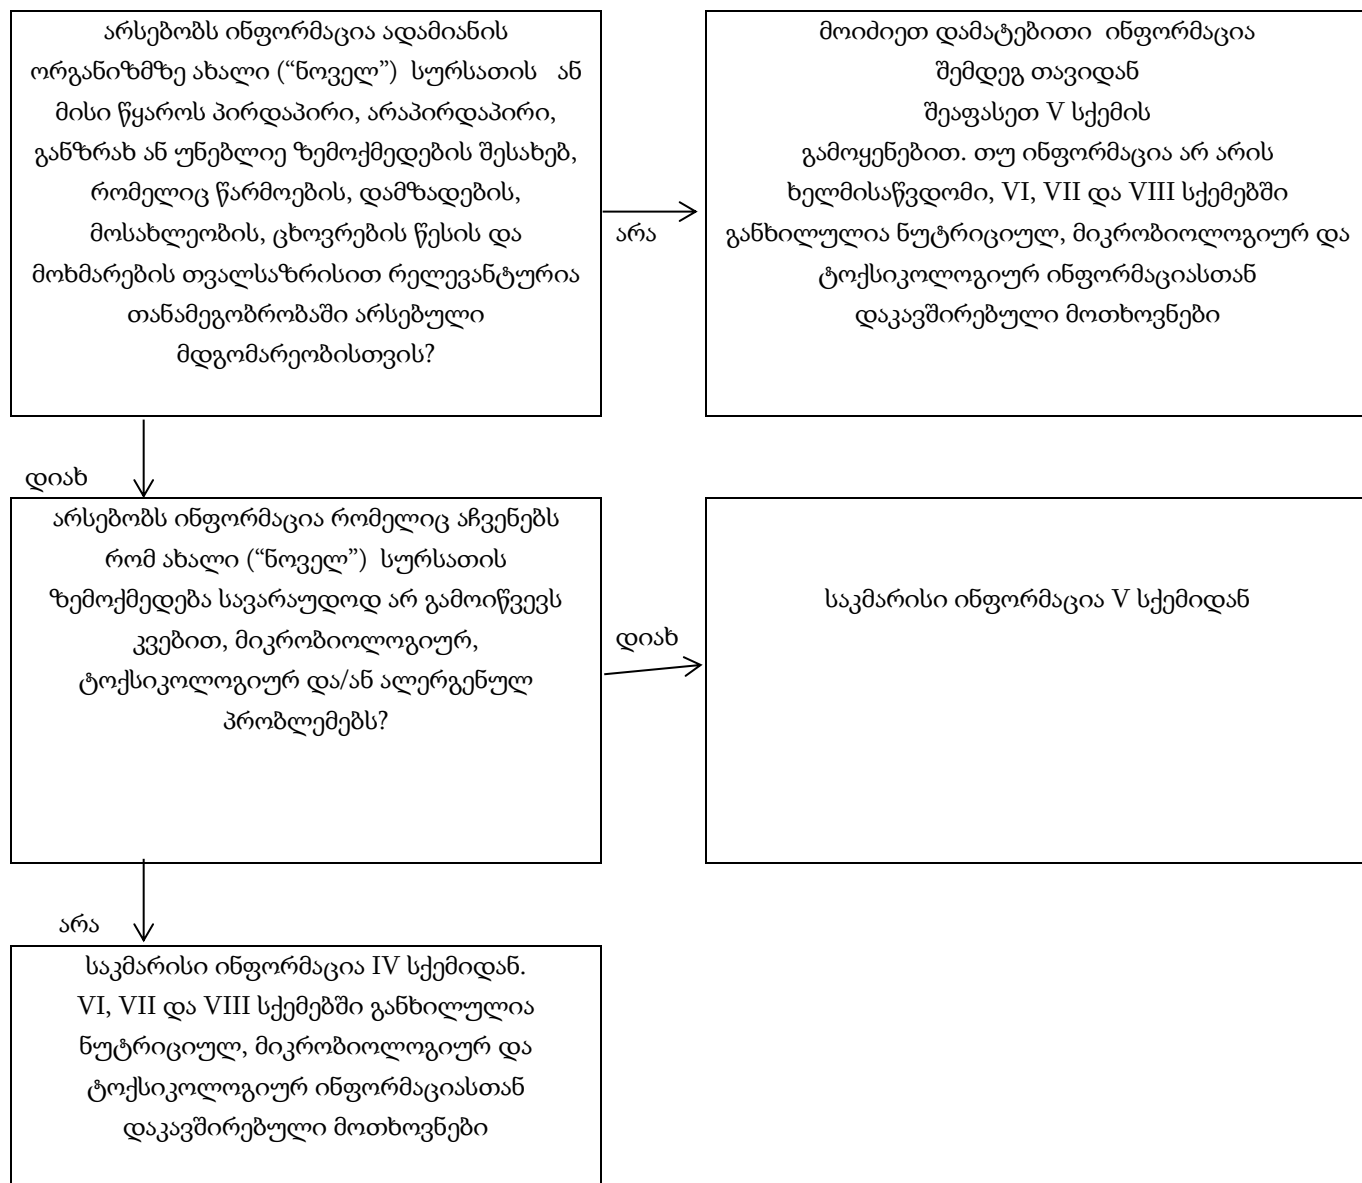 არსებობს ინფორმაცია ადამიანის
ორგანიზმზე ახალი (“ნოველ”) სურსათის ან
მისი წყაროს პირდაპირი, არაპირდაპირი,
განზრახ ან უნებლიე ზემოქმედების შესახებ,
რომელიც წარმოების, დამზადების,
მოსახლეობის, ცხოვრების წესის და
მოხმარების თვალსაზრისით რელევანტურია
თანამეგობრობაში არსებული
მდგომარეობისთვის?
არა
მოიძიეთ დამატებითი ინფორმაცია
შემდეგ თავიდან
შეაფასეთ V სქემის
გამოყენებით. თუ ინფორმაცია არ არის
ხელმისაწვდომი, VI, VII და VIII სქემებში
განხილულია ნუტრიციულ, მიკრობიოლოგიურ და
ტოქსიკოლოგიურ ინფორმაციასთან
დაკავშირებული მოთხოვნები
დიახ
არსებობს ინფორმაცია რომელიც აჩვენებს
რომ ახალი (“ნოველ”) სურსათის
ზემოქმედება სავარაუდოდ არ გამოიწვევს
კვებით, მიკრობიოლოგიურ,
ტოქსიკოლოგიურ და/ან ალერგენულ
პრობლემებს?
დიახ
საკმარისი ინფორმაცია V სქემიდან
არა
საკმარისი ინფორმაცია IV სქემიდან.
VI, VII და VIII სქემებში განხილულია
ნუტრიციულ, მიკრობიოლოგიურ და
ტოქსიკოლოგიურ ინფორმაციასთან
დაკავშირებული მოთხოვნები